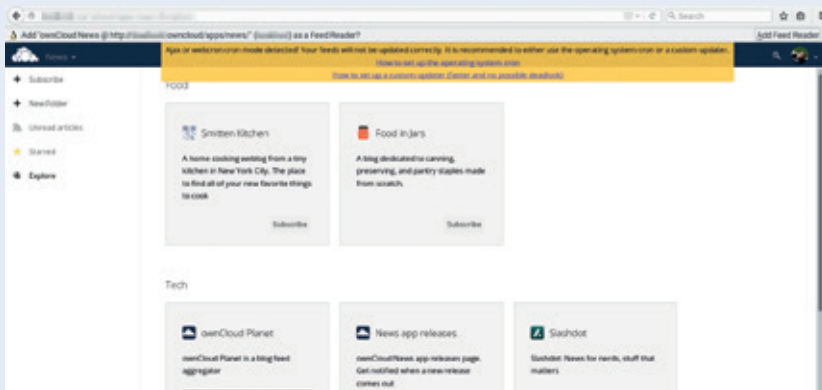 Search
Add "ownCloud News @ http:// owncloud/apps/news/" as a Feed Reader?
Add Feed Reader
Ajax or webcron cron mode detected! Your feeds will not be updated correctly. It is recommended to either use the operating system cron or a custom updater.
How to set up the operating system cron
How to set up a custom updater (faster and no possible deadlock)
News
Subscribe
New Folder
Unread articles
Starred
Explore
Food
Smitten Kitchen
A home cooking weblog from a tiny
kitchen in New York City. The place
to find all of your new favorite things
to cook
Subscribe
Food in Jars
A blog dedicated to canning,
preserving, and pantry staples made
from scratch.
Subscribe
Tech
ownCloud Planet
ownCloud Planet is a blog feed
aggregator
News app releases
ownCloud News app releases page.
Get notified when a new release
comes out
Slashdot
Slashdot: News for nerds, stuff that
matters